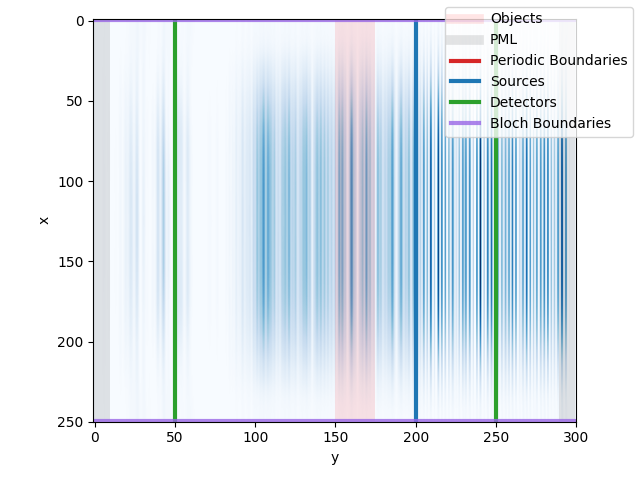 Objects
PML
Periodic Boundaries
Sources
Detectors
Bloch Boundaries
0
50
100
150
200
250
x
0
50
100
150
200
250
300
y